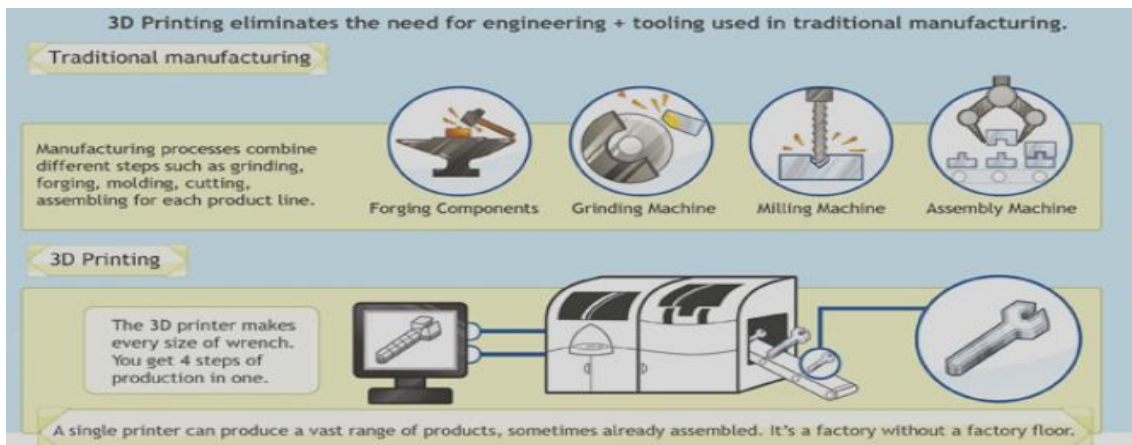 3D Printing eliminates the need for engineering + tooling used in traditional manufacturing.
Traditional manufacturing
Manufacturing processes combine
different steps such as grinding,
forging, molding, cutting,
assembling for each product line.
Forging Components
Grinding Machine
Milling Machine
Assembly Machine
3D Printing
The 3D printer makes
every size of wrench.
You get 4 steps of
production in one.
A single printer can produce a vast range of products, sometimes already assembled. It's a factory without a factory floor.